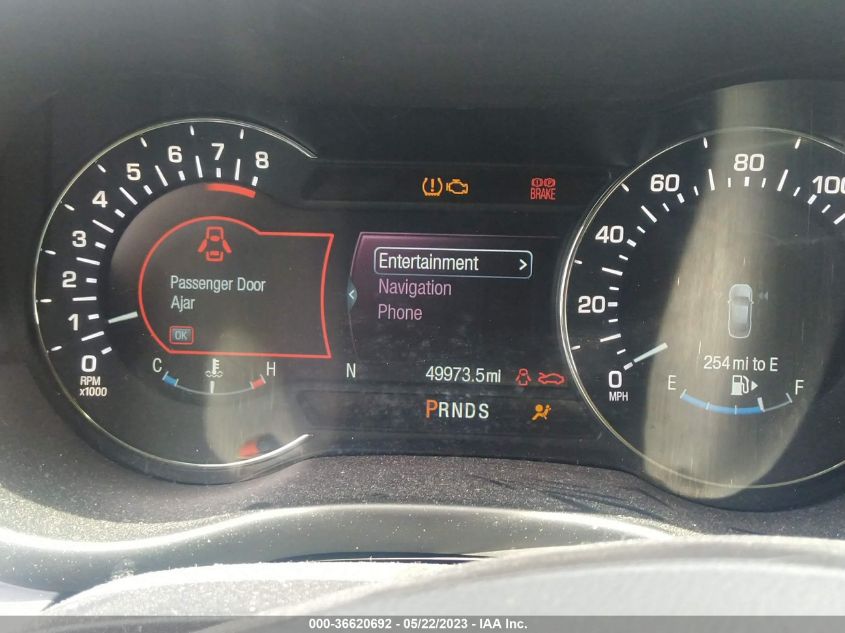 0
1
2
3
4
5
6
7
8
RPM
x1000
Passenger Door
Ajar
OK
C
H
BRAKE
Entertainment >
Navigation
Phone
N
49973.5mi
PRNDS
0
20
40
60
80
100
MPH
254 mi to E
E
F
000-36620692 - 05/22/2023 - IAA Inc.